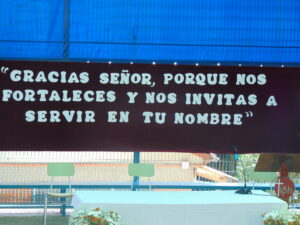 "GRACIAS SEÑOR, PORQUE NOS
FORTALECES Y NOS INVITAS A
SERVIR EN TU NOMBRE"